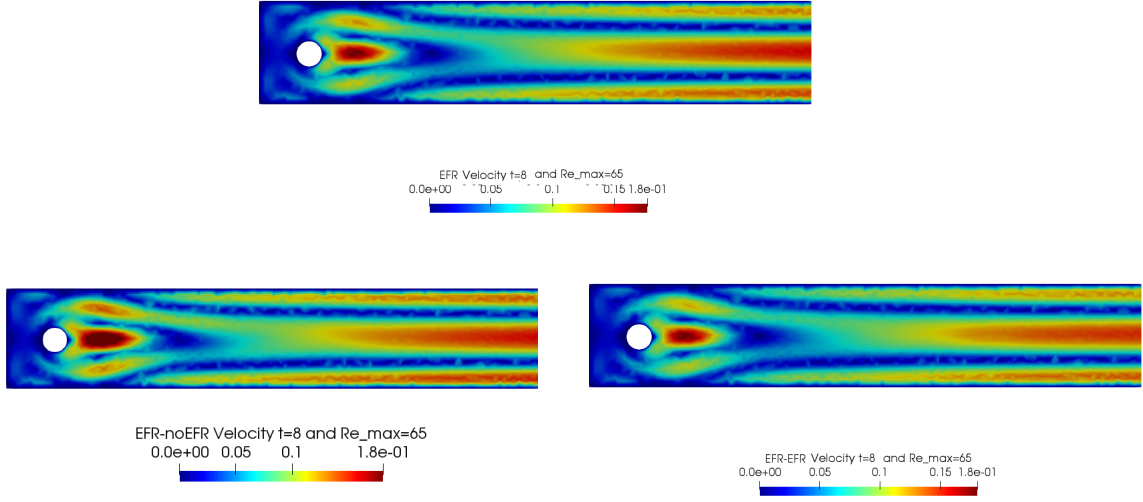 EFR Velocity t=8 and Re_max=65
0.0e+00 0.05 0.1 0.15 1.8e-01
EFR-noEFR Velocity t=8 and Re_max=65
0.0e+00 0.05 0.1 1.8e-01
EFR-EFR Velocity t=8 and Re_max=65
0.0e+00 0.05 0.1 0.15 1.8e-01